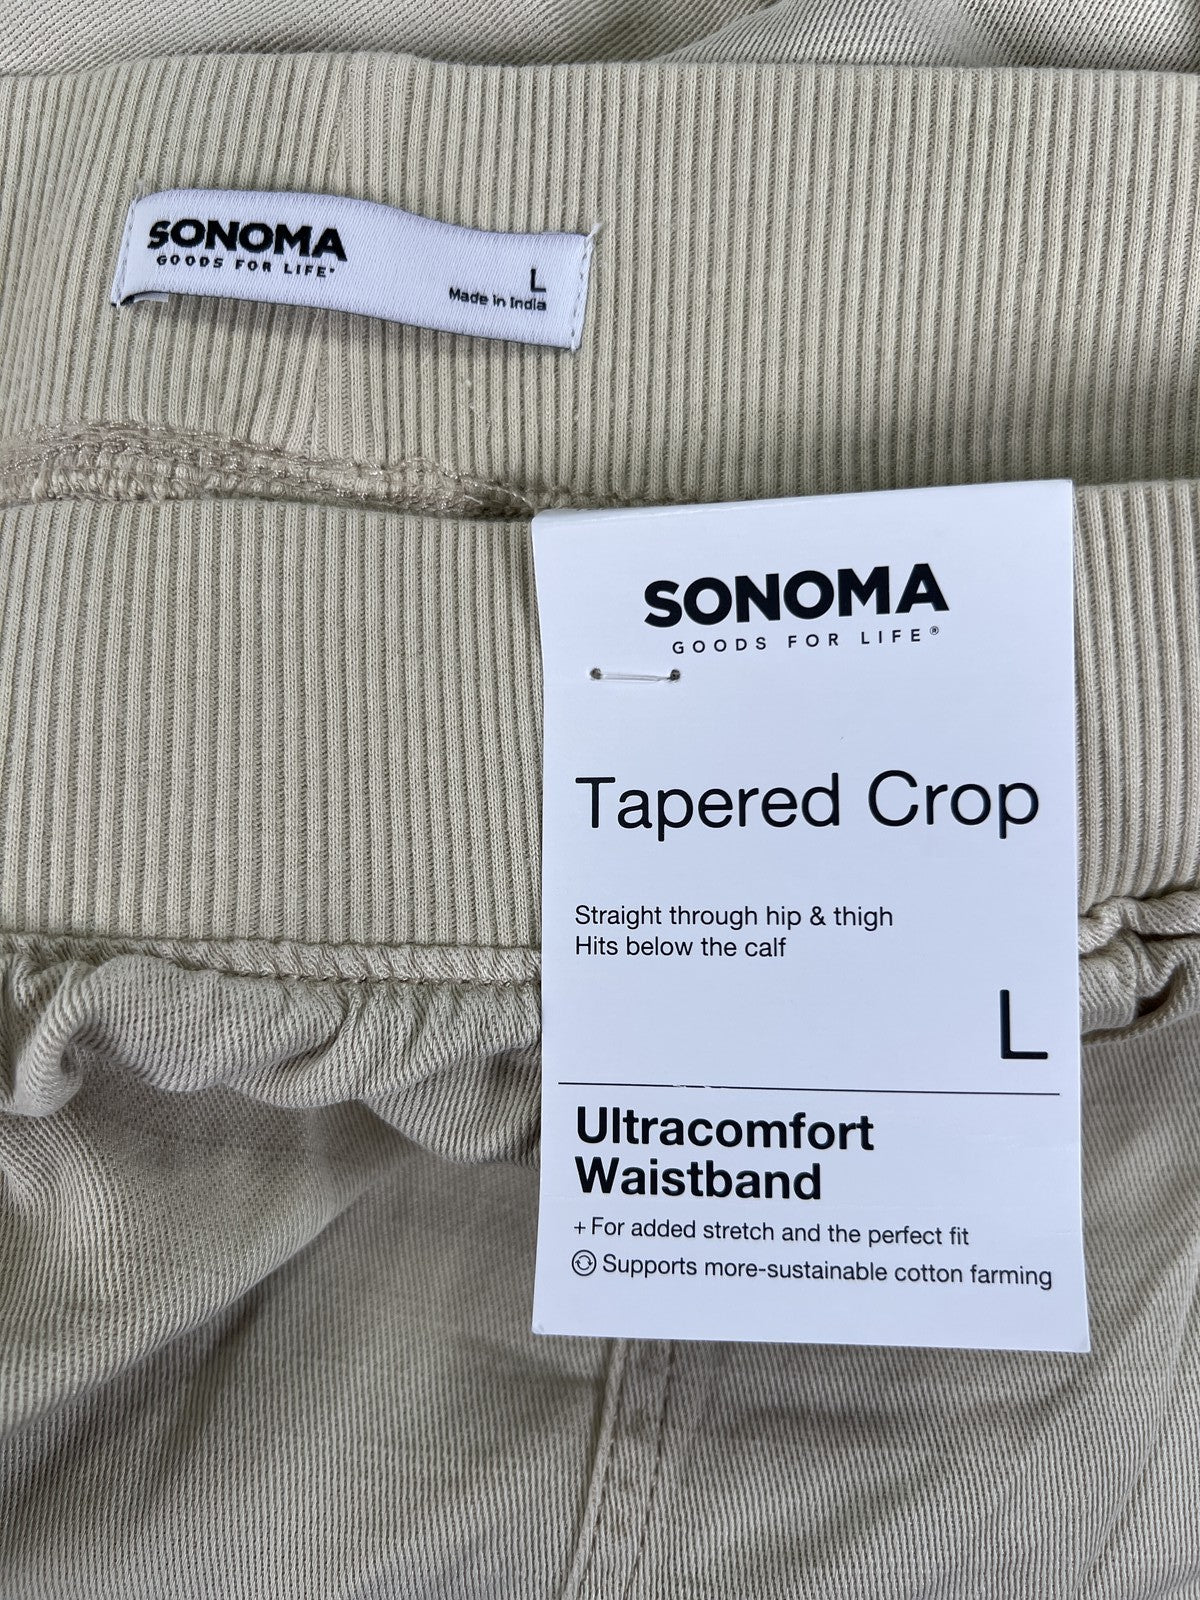 SONOMA
GOODS FOR LIFE®
L
Made in India
SONOMA
GOODS FOR LIFE®
Tapered Crop
Straight through hip & thigh
Hits below the calf
L
Ultracomfort
Waistband
+ For added stretch and the perfect fit
Supports more-sustainable cotton farming